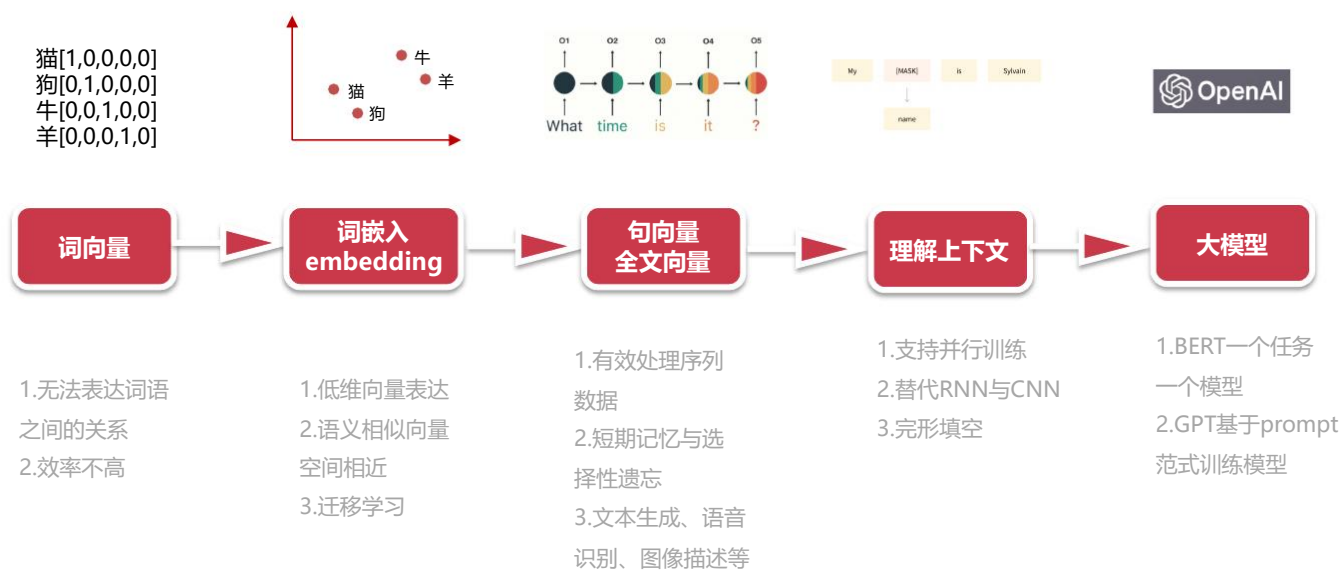 猫[1,0,0,0,0]
狗[0,1,0,0,0]
牛[0,0,1,0,0]
羊[0,0,0,1,0]
牛
羊
猫
狗
O1 O2 O3 O4 O5
What time is it ?
My [MASK] is Sylvain
name
OpenAI
词向量
词嵌入
embedding
句向量
全文向量
理解上下文
大模型
1.无法表达词语
之间的关系
2.效率不高
1.低维向量表达
2.语义相似向量
空间相近
3.迁移学习
1.有效处理序列
数据
2.短期记忆与选
择性遗忘
3.文本生成、语音
识别、图像描述等
1.支持并行训练
2.替代RNN与CNN
3.完形填空
1.BERT一个任务
一个模型
2.GPT基于prompt
范式训练模型